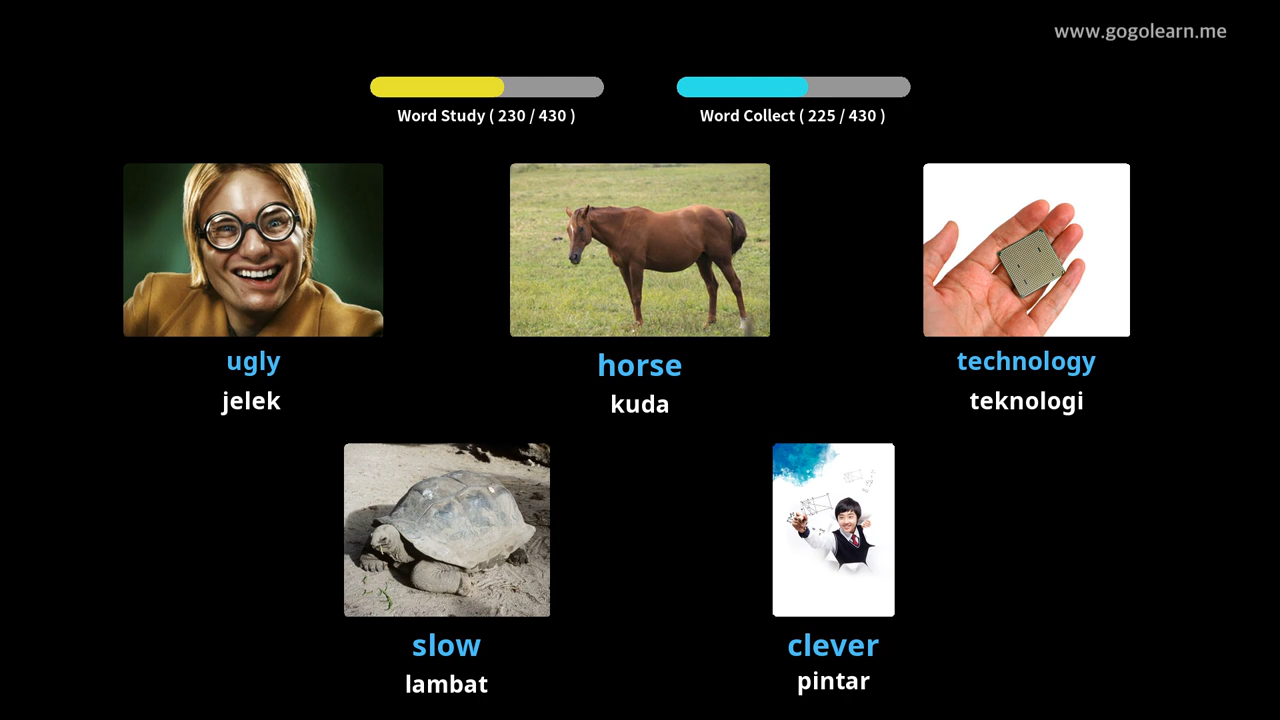 www.gogolearn.me
Word Study ( 230 / 430 )
Word Collect ( 225 / 430 )
ugly
jelek
horse
kuda
technology
teknologi
slow
lambat
clever
pintar